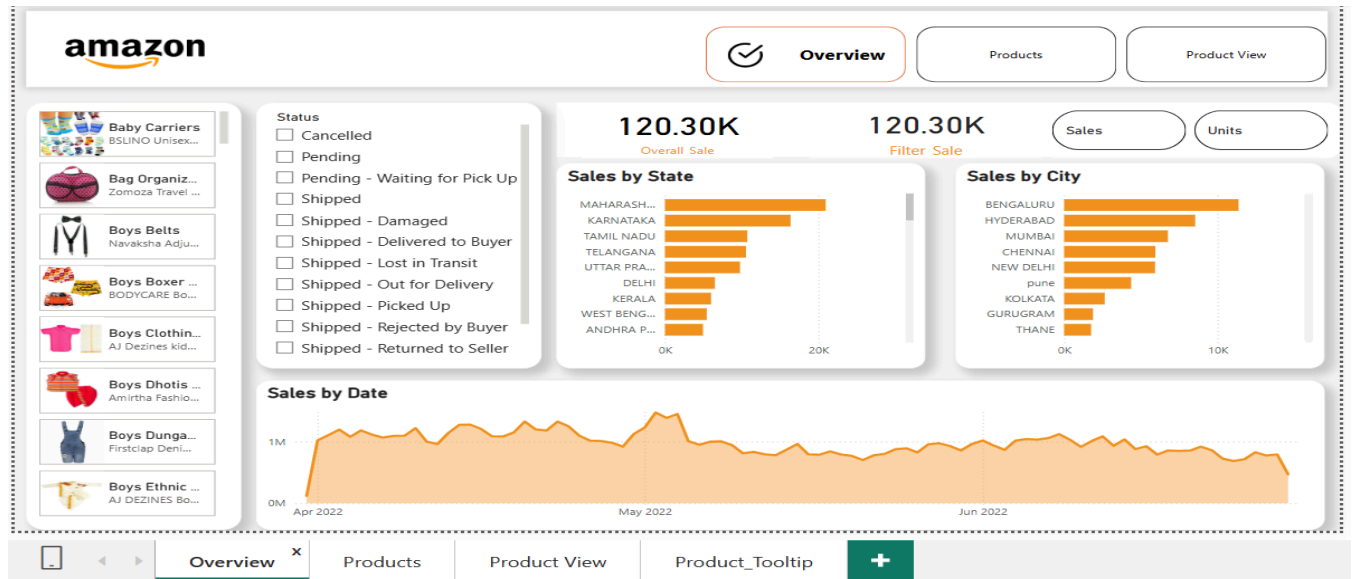 amazon
Overview
Products
Product View
Baby Carriers
BSLINO Unisex...
Bag Organiz...
Zomoza Travel ...
Boys Belts
Navaksha Adju...
Boys Boxer ...
BODYCARE Bo...
Boys Clothin...
AJ Dezines kid...
Boys Dhotis ...
Amirtha Fashio...
Boys Dunga...
Firstclap Deni...
Boys Ethnic ...
AJ DEZINES Bo...
Status
Cancelled
Pending
Pending - Waiting for Pick Up
Shipped
Shipped - Damaged
Shipped - Delivered to Buyer
Shipped - Lost in Transit
Shipped - Out for Delivery
Shipped - Picked Up
Shipped - Rejected by Buyer
Shipped - Returned to Seller
120.30K
Overall Sale
120.30K
Filter Sale
Sales
Units
Sales by State
MAHARASH...
KARNATAKA
TAMIL NADU
TELANGANA
UTTAR PRA...
DELHI
KERALA
WEST BENG...
ANDHRA P...
0K 20K
Sales by City
BENGALURU
HYDERABAD
MUMBAI
CHENNAI
NEW DELHI
pune
KOLKATA
GURUGRAM
THANE
0K 10K
Sales by Date
1M
0M
Apr 2022 May 2022 Jun 2022
Overview x
Products
Product View
Product_Tooltip
+